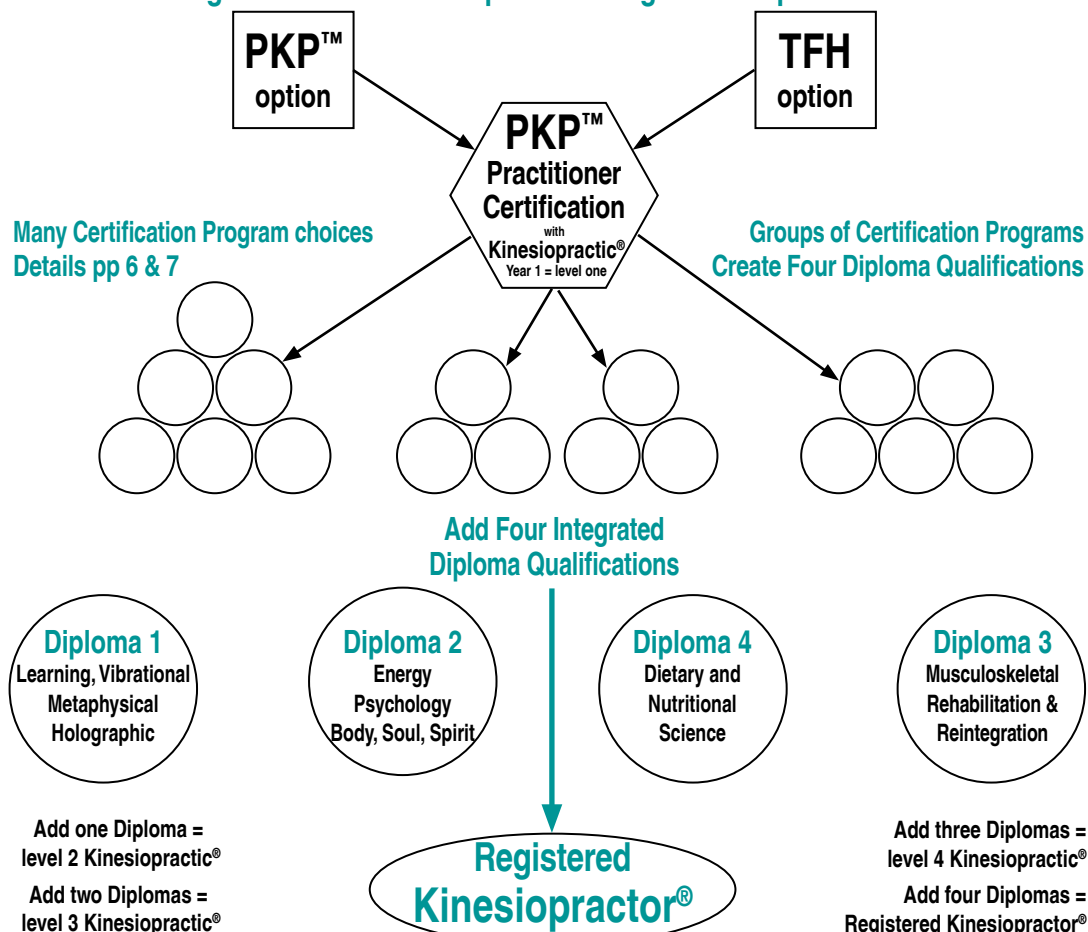 PKP™
option
TFH
option
PKP™
Practitioner
Certification
with
Kinesiopractic®
Year 1 = level one
Many Certification Program choices
Details pp 6 & 7
Groups of Certification Programs
Create Four Diploma Qualifications
Add Four Integrated
Diploma Qualifications
Diploma 1
Learning, Vibrational
Metaphysical
Holographic
Diploma 2
Energy
Psychology
Body, Soul, Spirit
Diploma 4
Dietary and
Nutritional
Science
Diploma 3
Musculoskeletal
Rehabilitation &
Reintegration
Add one Diploma =
level 2 Kinesiopractic®
Add two Diplomas =
level 3 Kinesiopractic®
Registered
Kinesiopractor®
Add three Diplomas =
level 4 Kinesiopractic®
Add four Diplomas =
Registered Kinesiopractor®